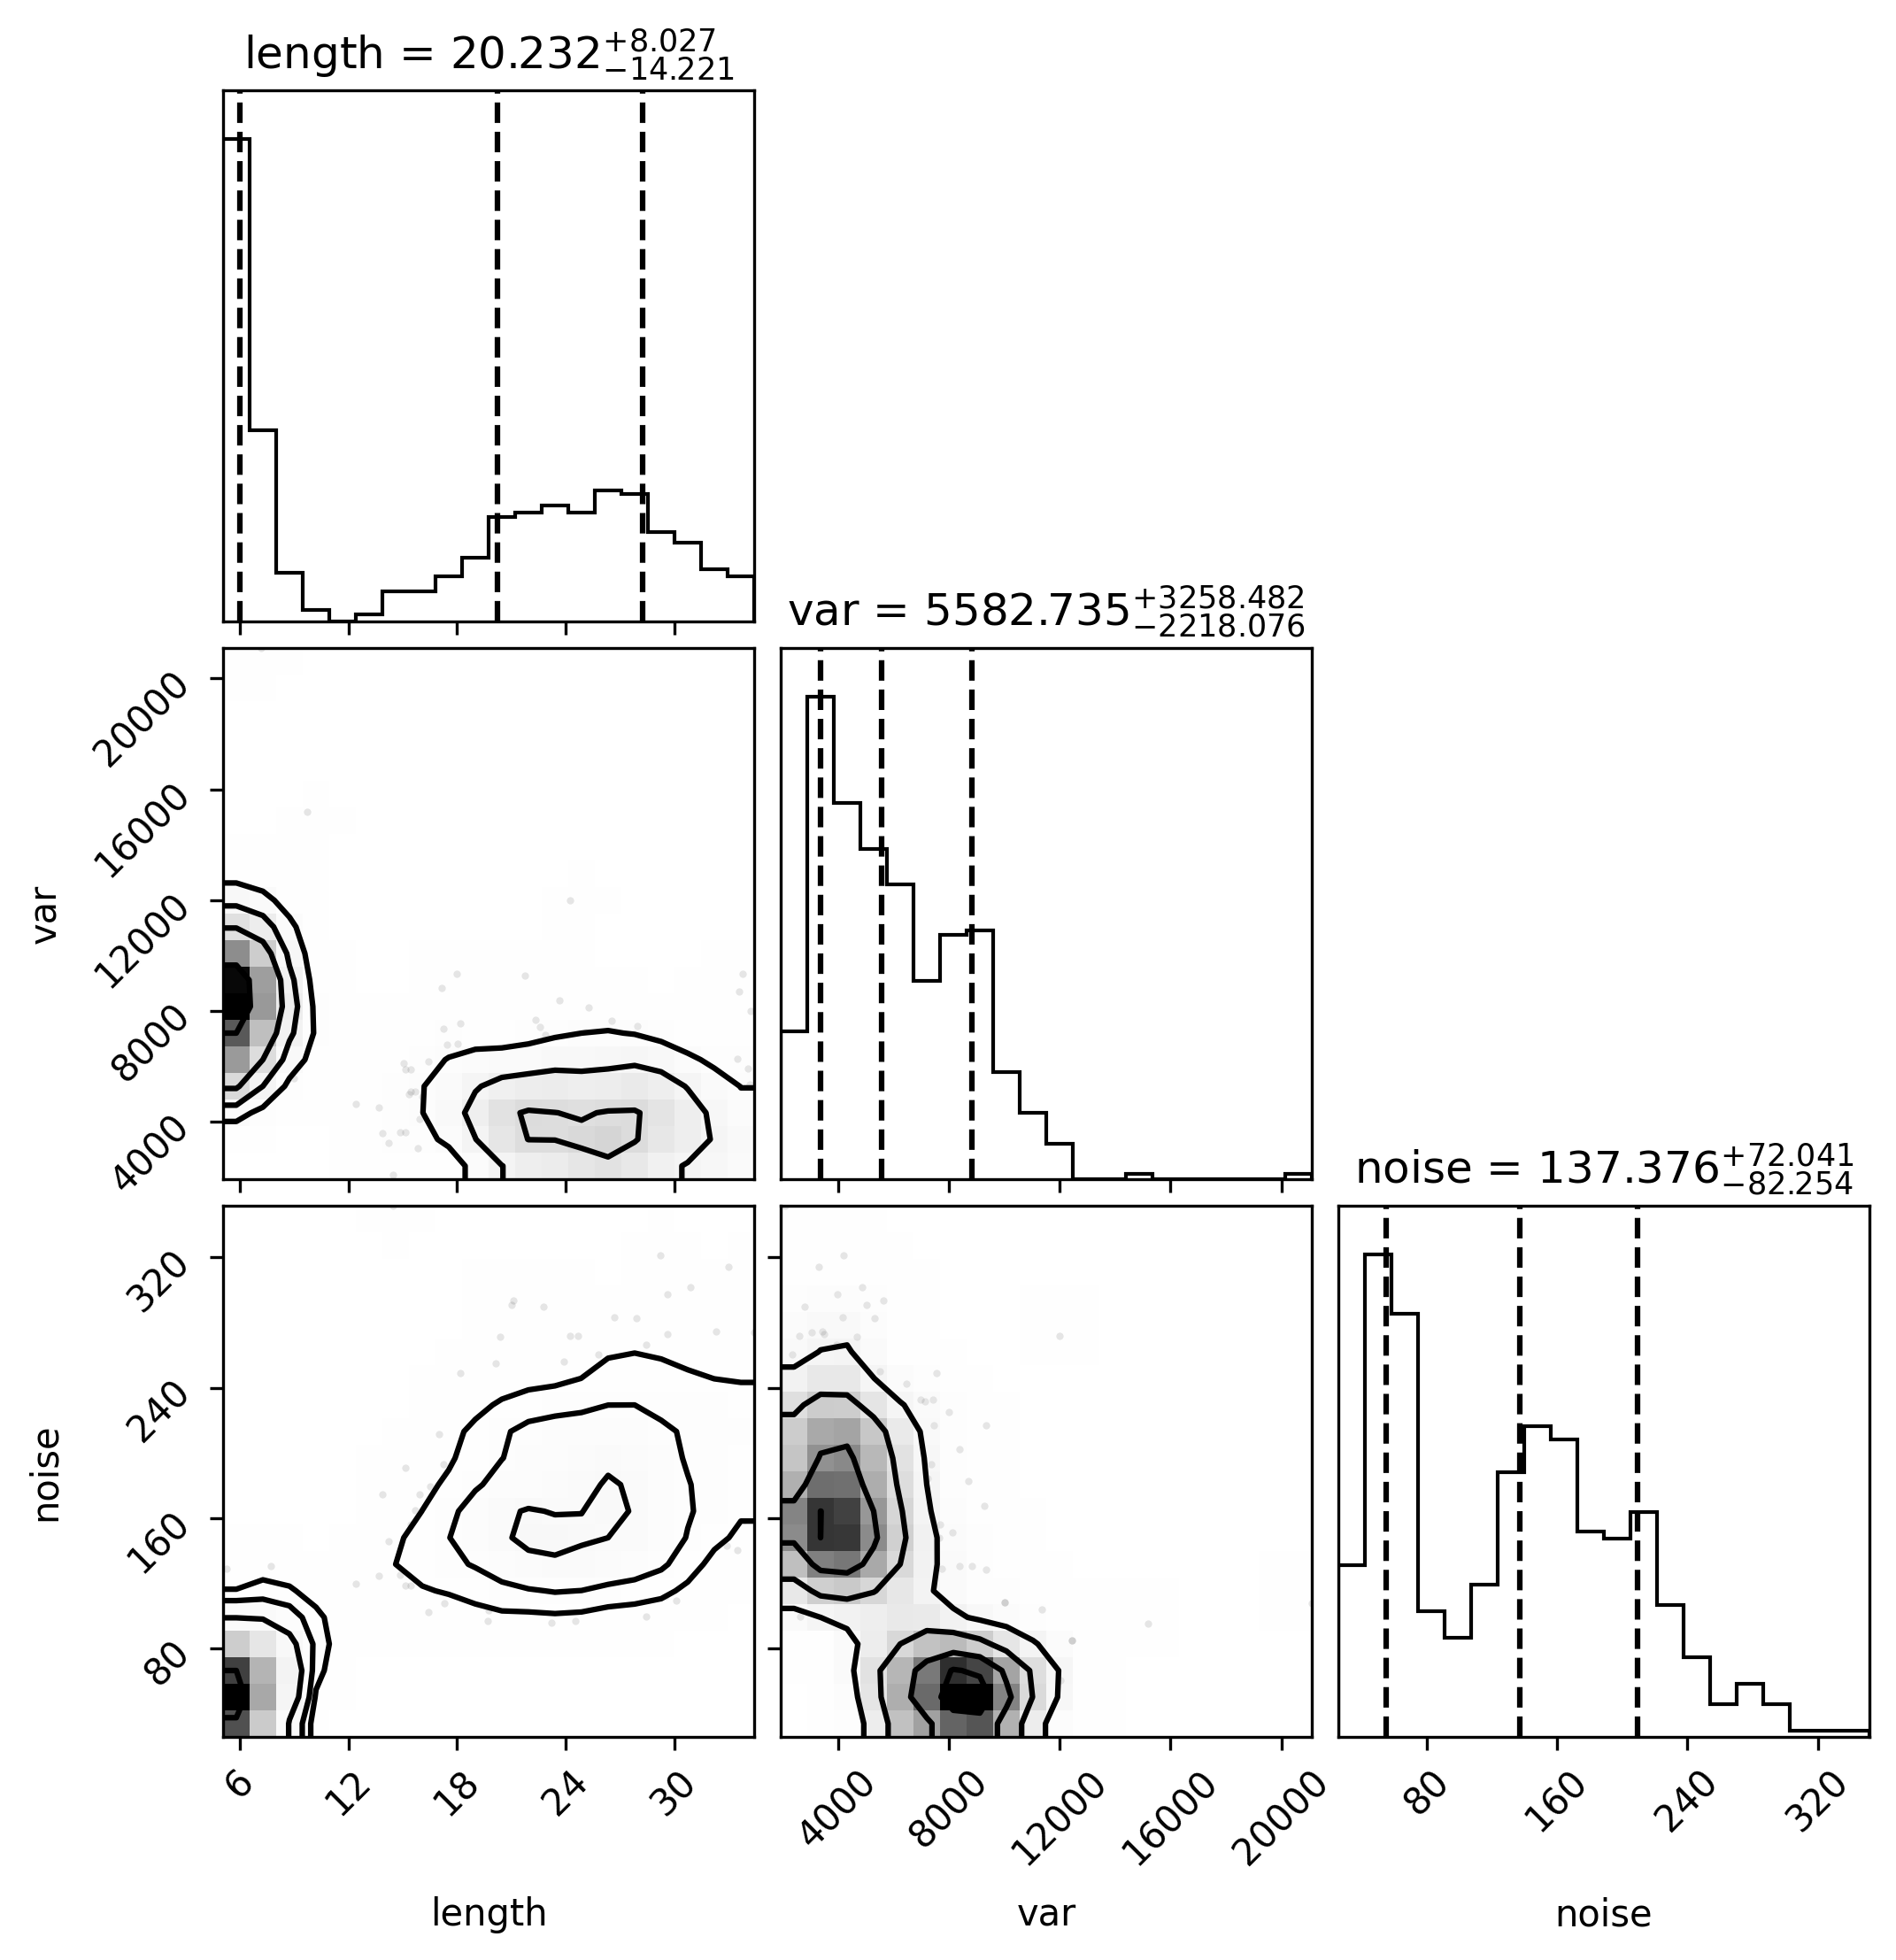 length = 20.232+8.027−14.221
var = 5582.735+3258.482−2218.076
20000
16000
12000
8000
4000
var
noise = 137.376+72.041−82.254
320
240
160
80
noise
6 12 18 24 30
4000 8000 12000 16000 20000
80 160 240 320
length var noise